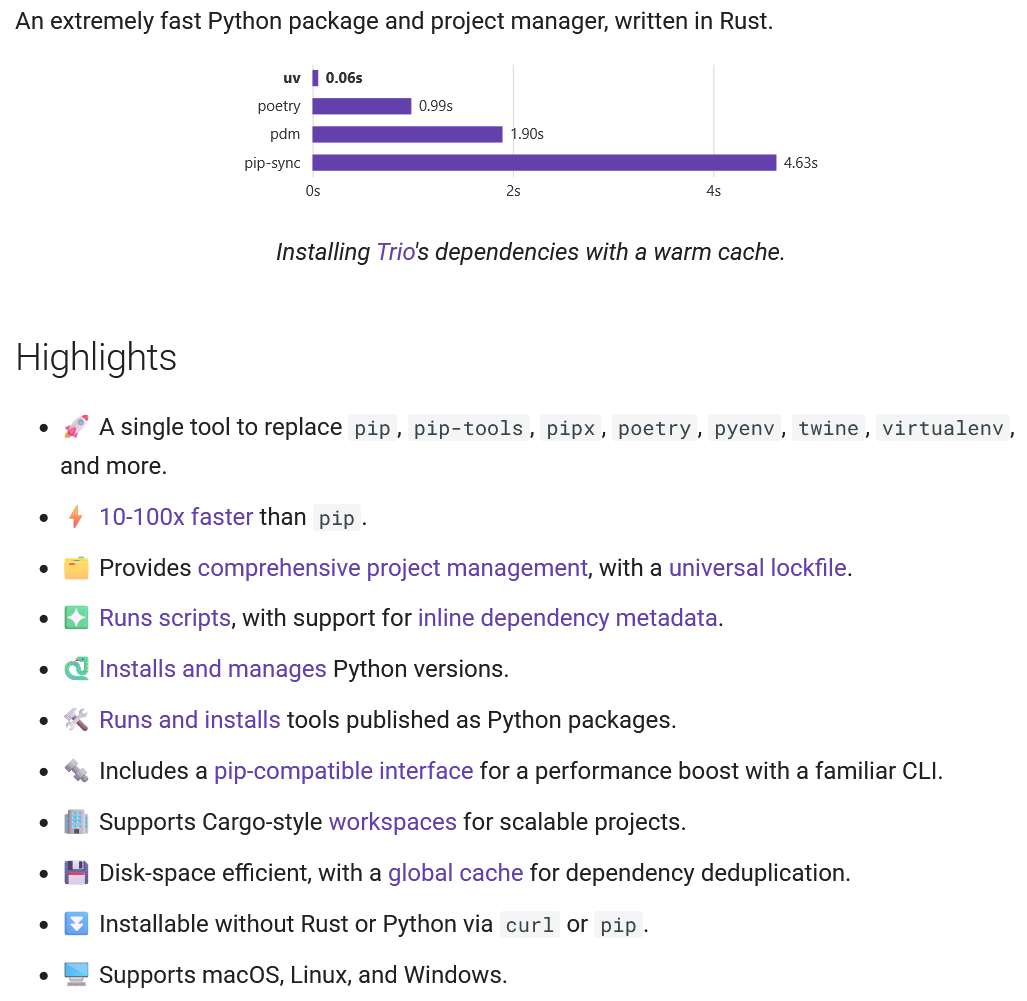 An extremely fast Python package and project manager, written in Rust.
uv 0.06s
poetry 0.99s
pdm 1.90s
pip-sync 4.63s
0s 2s 4s
Installing Trio's dependencies with a warm cache.
Highlights
• 🚀 A single tool to replace pip, pip-tools, pipx, poetry, pyenv, twine, virtualenv,
and more.
• ⚡ 10-100x faster than pip.
• 🗂️ Provides comprehensive project management, with a universal lockfile.
• ❇️ Runs scripts, with support for inline dependency metadata.
• 🐍 Installs and manages Python versions.
• 🛠️ Runs and installs tools published as Python packages.
• 🔩 Includes a pip-compatible interface for a performance boost with a familiar CLI.
• 🏢 Supports Cargo-style workspaces for scalable projects.
• 💾 Disk-space efficient, with a global cache for dependency deduplication.
• ⏬ Installable without Rust or Python via curl or pip.
• 🖥️ Supports macOS, Linux, and Windows.